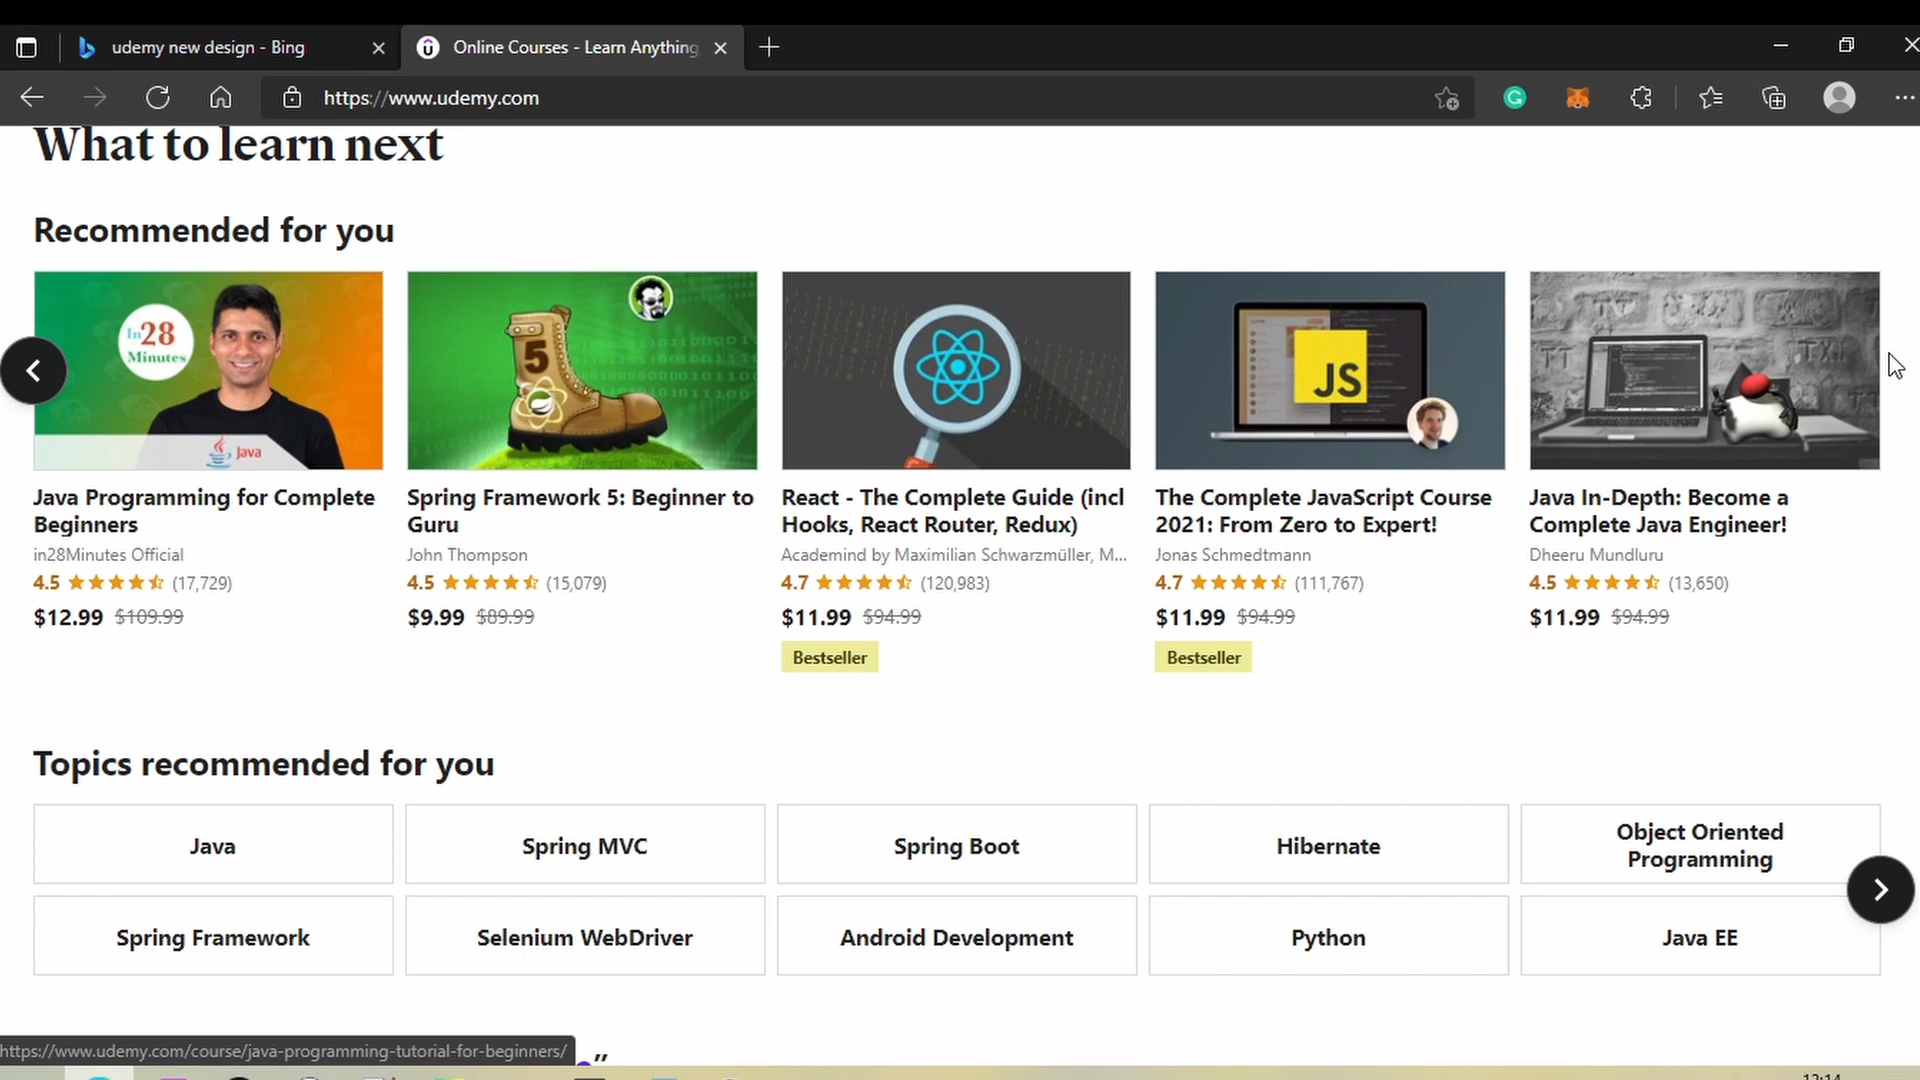 udemy new design - Bing
Online Courses - Learn Anything
https://www.udemy.com
What to learn next
Recommended for you
In 28
Minutes
Java
5
JS
Java Programming for Complete
Beginners
in28Minutes Official
4.5 (17,729)
$12.99 $109.99
Spring Framework 5: Beginner to
Guru
John Thompson
4.5 (15,079)
$9.99 $89.99
React - The Complete Guide (incl
Hooks, React Router, Redux)
Academind by Maximilian Schwarzmüller, M...
4.7 (120,983)
$11.99 $94.99
Bestseller
The Complete JavaScript Course
2021: From Zero to Expert!
Jonas Schmedtmann
4.7 (111,767)
$11.99 $94.99
Bestseller
Java In-Depth: Become a
Complete Java Engineer!
Dheeru Mundluru
4.5 (13,650)
$11.99 $94.99
Topics recommended for you
Java
Spring MVC
Spring Boot
Hibernate
Object Oriented
Programming
Spring Framework
Selenium WebDriver
Android Development
Python
Java EE
https://www.udemy.com/course/java-programming-tutorial-for-beginners/